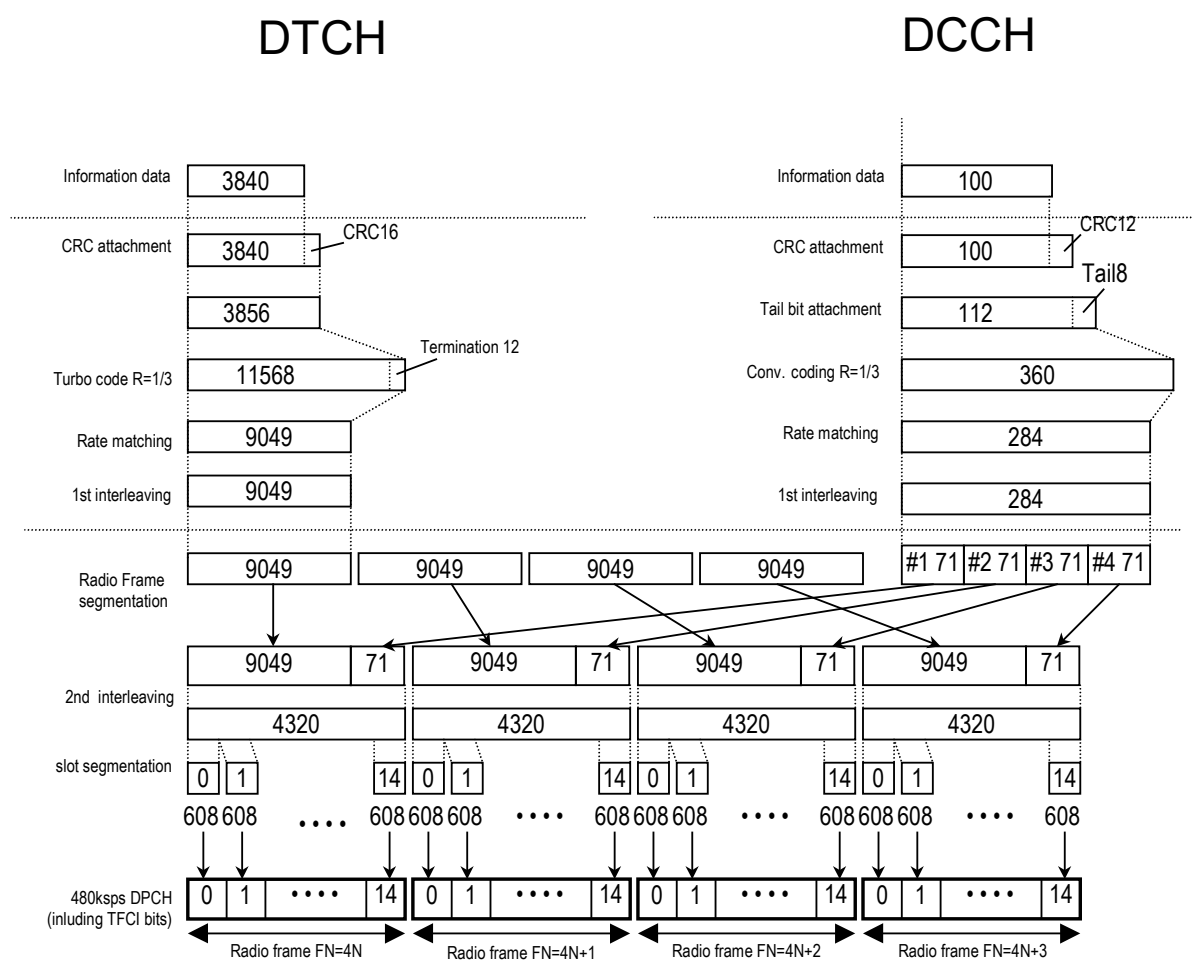 DTCH DCCH
Information data 3840 Information data 100
CRC attachment 3840 CRC16 CRC attachment 100 CRC12
3856 Tail bit attachment 112 Tail8
Turbo code R=1/3 11568 Termination 12 Conv. coding R=1/3 360
Rate matching 9049 Rate matching 284
1st interleaving 9049 1st interleaving 284
Radio Frame
segmentation
9049 9049 9049 9049 #1 71 #2 71 #3 71 #4 71
9049 71 9049 71 9049 71 9049 71
2nd interleaving
4320 4320 4320 4320
slot segmentation 0 1 14 0 1 14 0 1 14 0 1 14
608 608 •••• 608 608 608 •••• 608 608 608 •••• 608 608 608 •••• 608
480ksps DPCH
(inluding TFCI bits)
0 1 •••• 14 0 1 •••• 14 0 1 •••• 14 0 1 •••• 14
Radio frame FN=4N Radio frame FN=4N+1 Radio frame FN=4N+2 Radio frame FN=4N+3